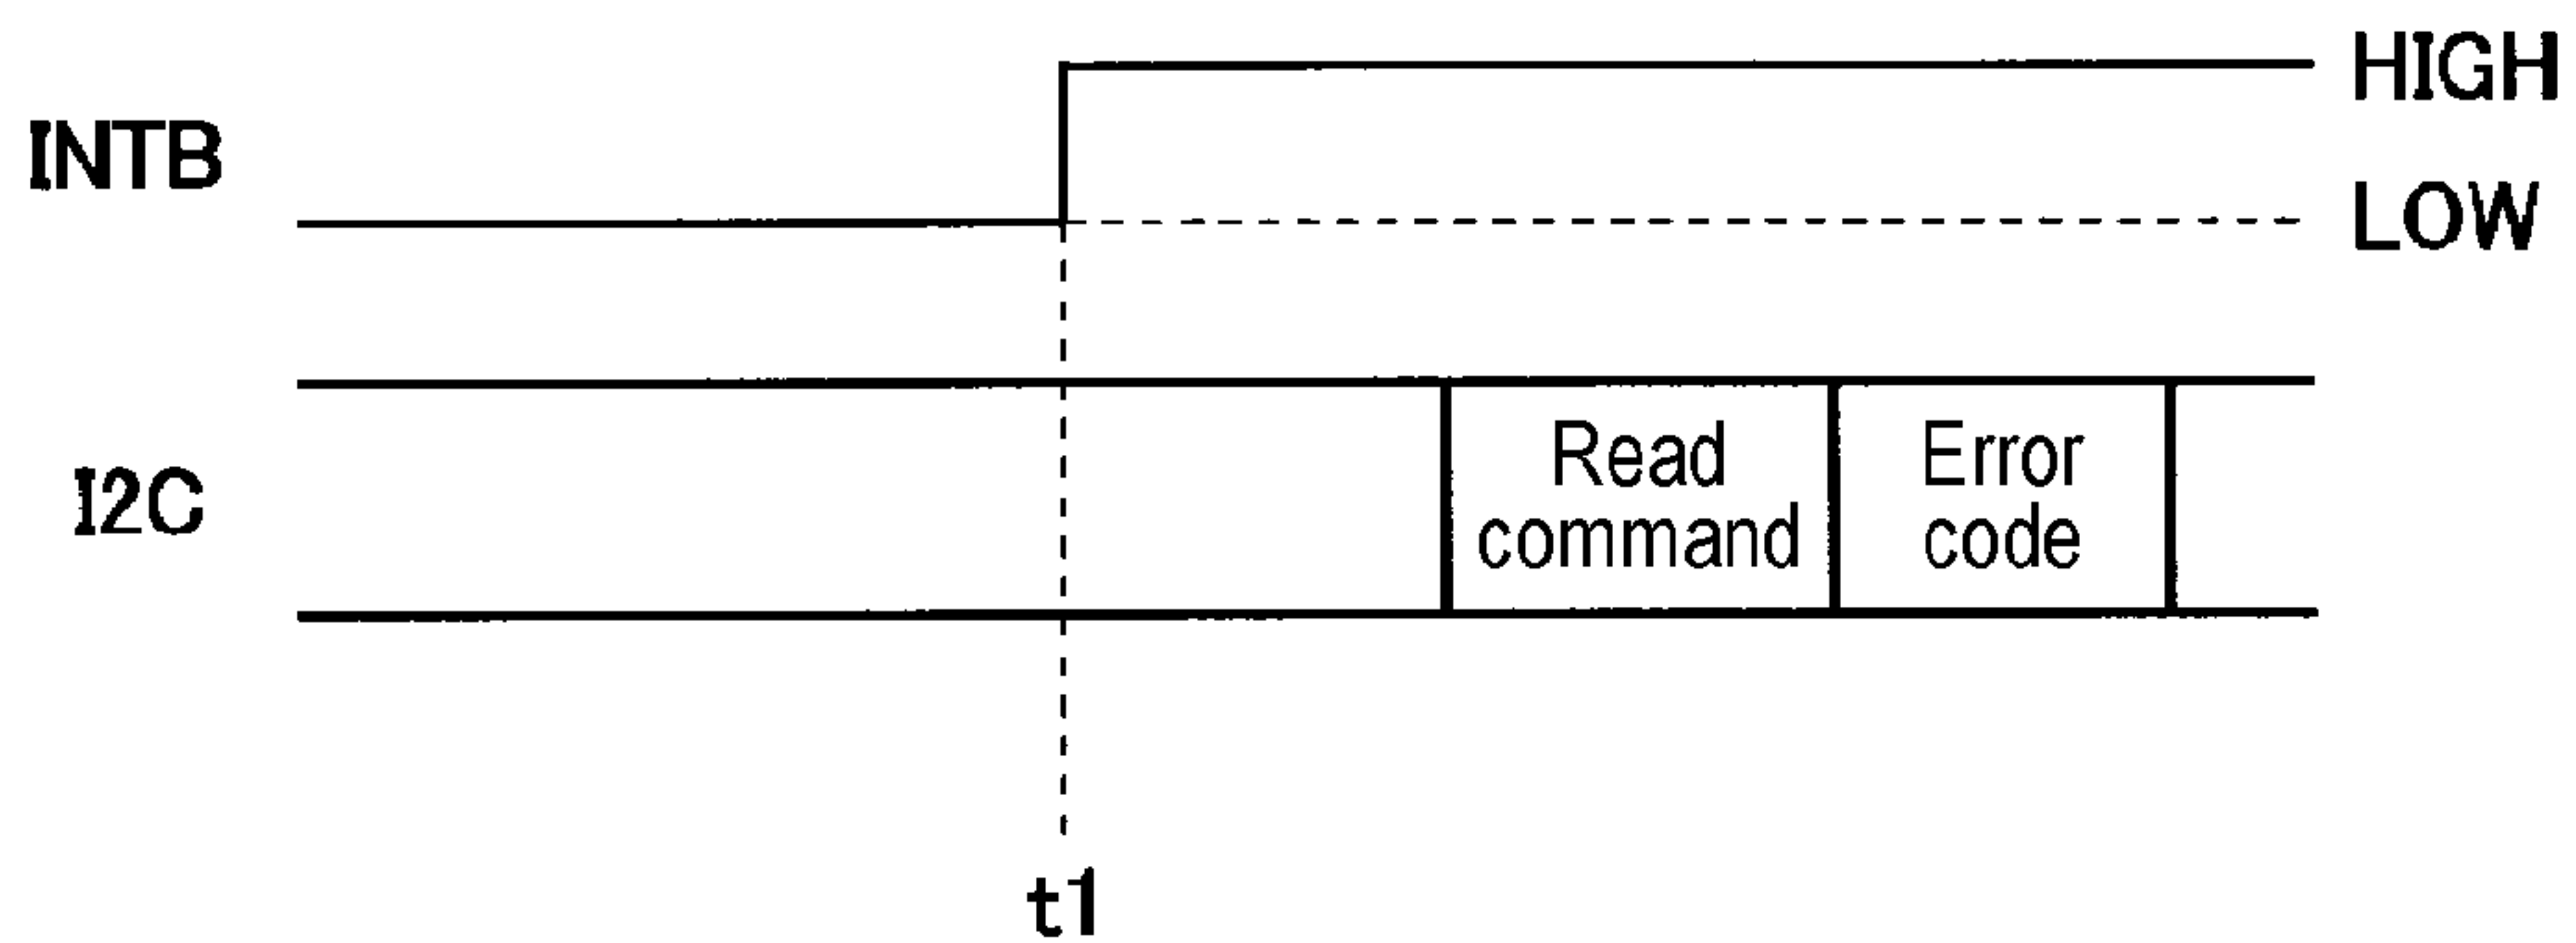 HIGH
INTB
LOW
Read
command
Error
code
I2C
t1